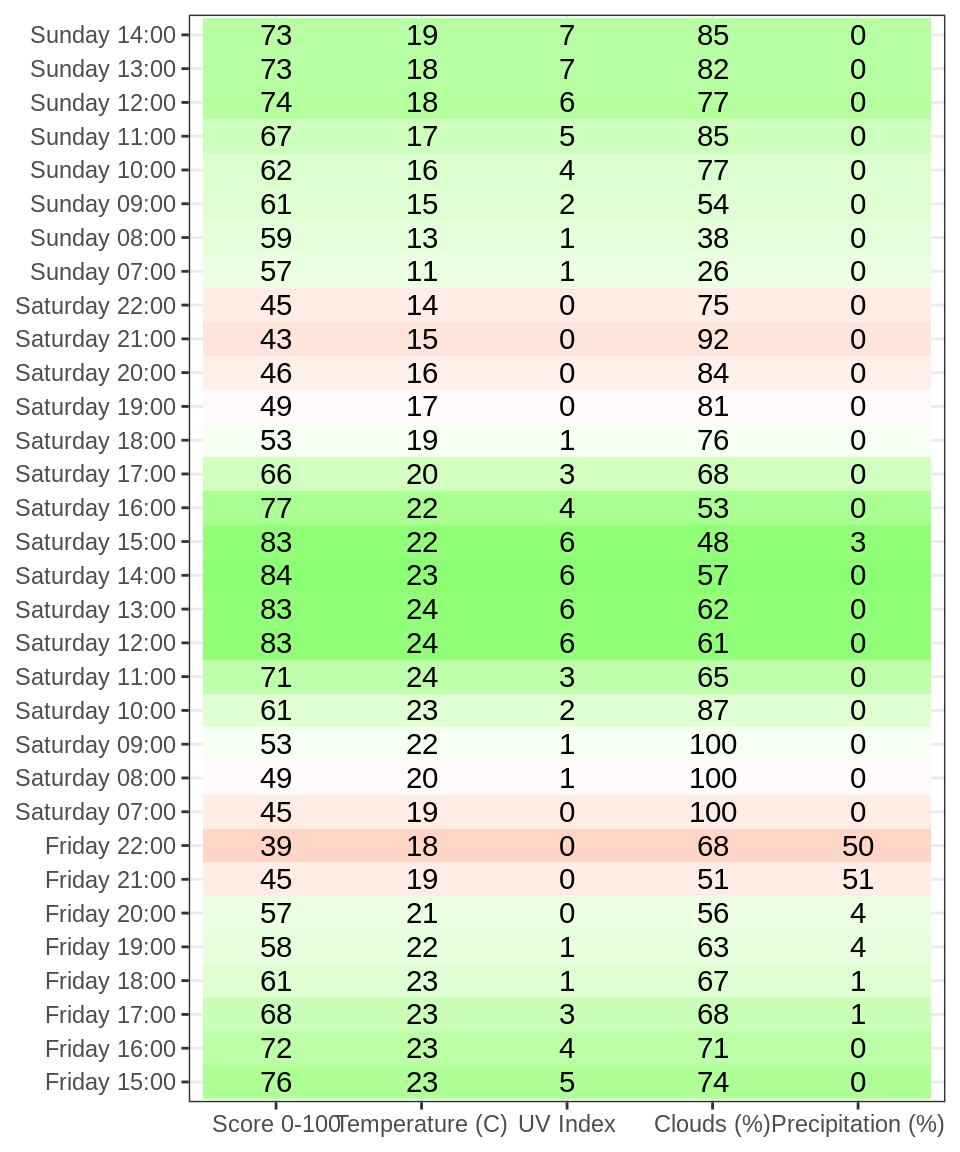 Sunday 14:00 73 19 7 85 0
Sunday 13:00 73 18 7 82 0
Sunday 12:00 74 18 6 77 0
Sunday 11:00 67 17 5 85 0
Sunday 10:00 62 16 4 77 0
Sunday 09:00 61 15 2 54 0
Sunday 08:00 59 13 1 38 0
Sunday 07:00 57 11 1 26 0
Saturday 22:00 45 14 0 75 0
Saturday 21:00 43 15 0 92 0
Saturday 20:00 46 16 0 84 0
Saturday 19:00 49 17 0 81 0
Saturday 18:00 53 19 1 76 0
Saturday 17:00 66 20 3 68 0
Saturday 16:00 77 22 4 53 0
Saturday 15:00 83 22 6 48 3
Saturday 14:00 84 23 6 57 0
Saturday 13:00 83 24 6 62 0
Saturday 12:00 83 24 6 61 0
Saturday 11:00 71 24 3 65 0
Saturday 10:00 61 23 2 87 0
Saturday 09:00 53 22 1 100 0
Saturday 08:00 49 20 1 100 0
Saturday 07:00 45 19 0 100 0
Friday 22:00 39 18 0 68 50
Friday 21:00 45 19 0 51 51
Friday 20:00 57 21 0 56 4
Friday 19:00 58 22 1 63 4
Friday 18:00 61 23 1 67 1
Friday 17:00 68 23 3 68 1
Friday 16:00 72 23 4 71 0
Friday 15:00 76 23 5 74 0
Score 0-100 Temperature (C) UV Index Clouds (%) Precipitation (%)